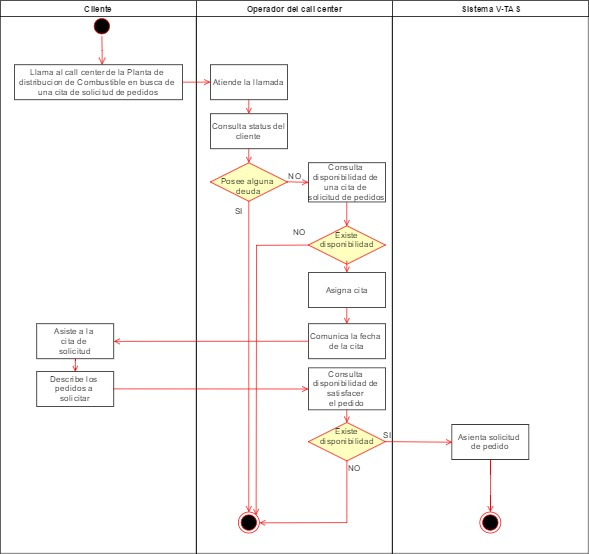 Cliente
Operador del call center
Sistema V-TAS
Llama al call center de la Planta de
distribucion de Combustible en busca de
una cita de solicitud de pedidos
Atiende la llamada
Consulta status del
cliente
Posee alguna
deuda
NO
SI
Consulta
disponibilidad de
una cita de
solicitud de pedidos
Existe
disponibilidad
NO
Asigna cita
Comunica la fecha
de la cita
Asiste a la
cita de
solicitud
Describe los
pedidos a
solicitar
Consulta
disponibilidad de
satisfacer
el pedido
Existe
disponibilidad
SI
NO
Asienta solicitud
de pedido